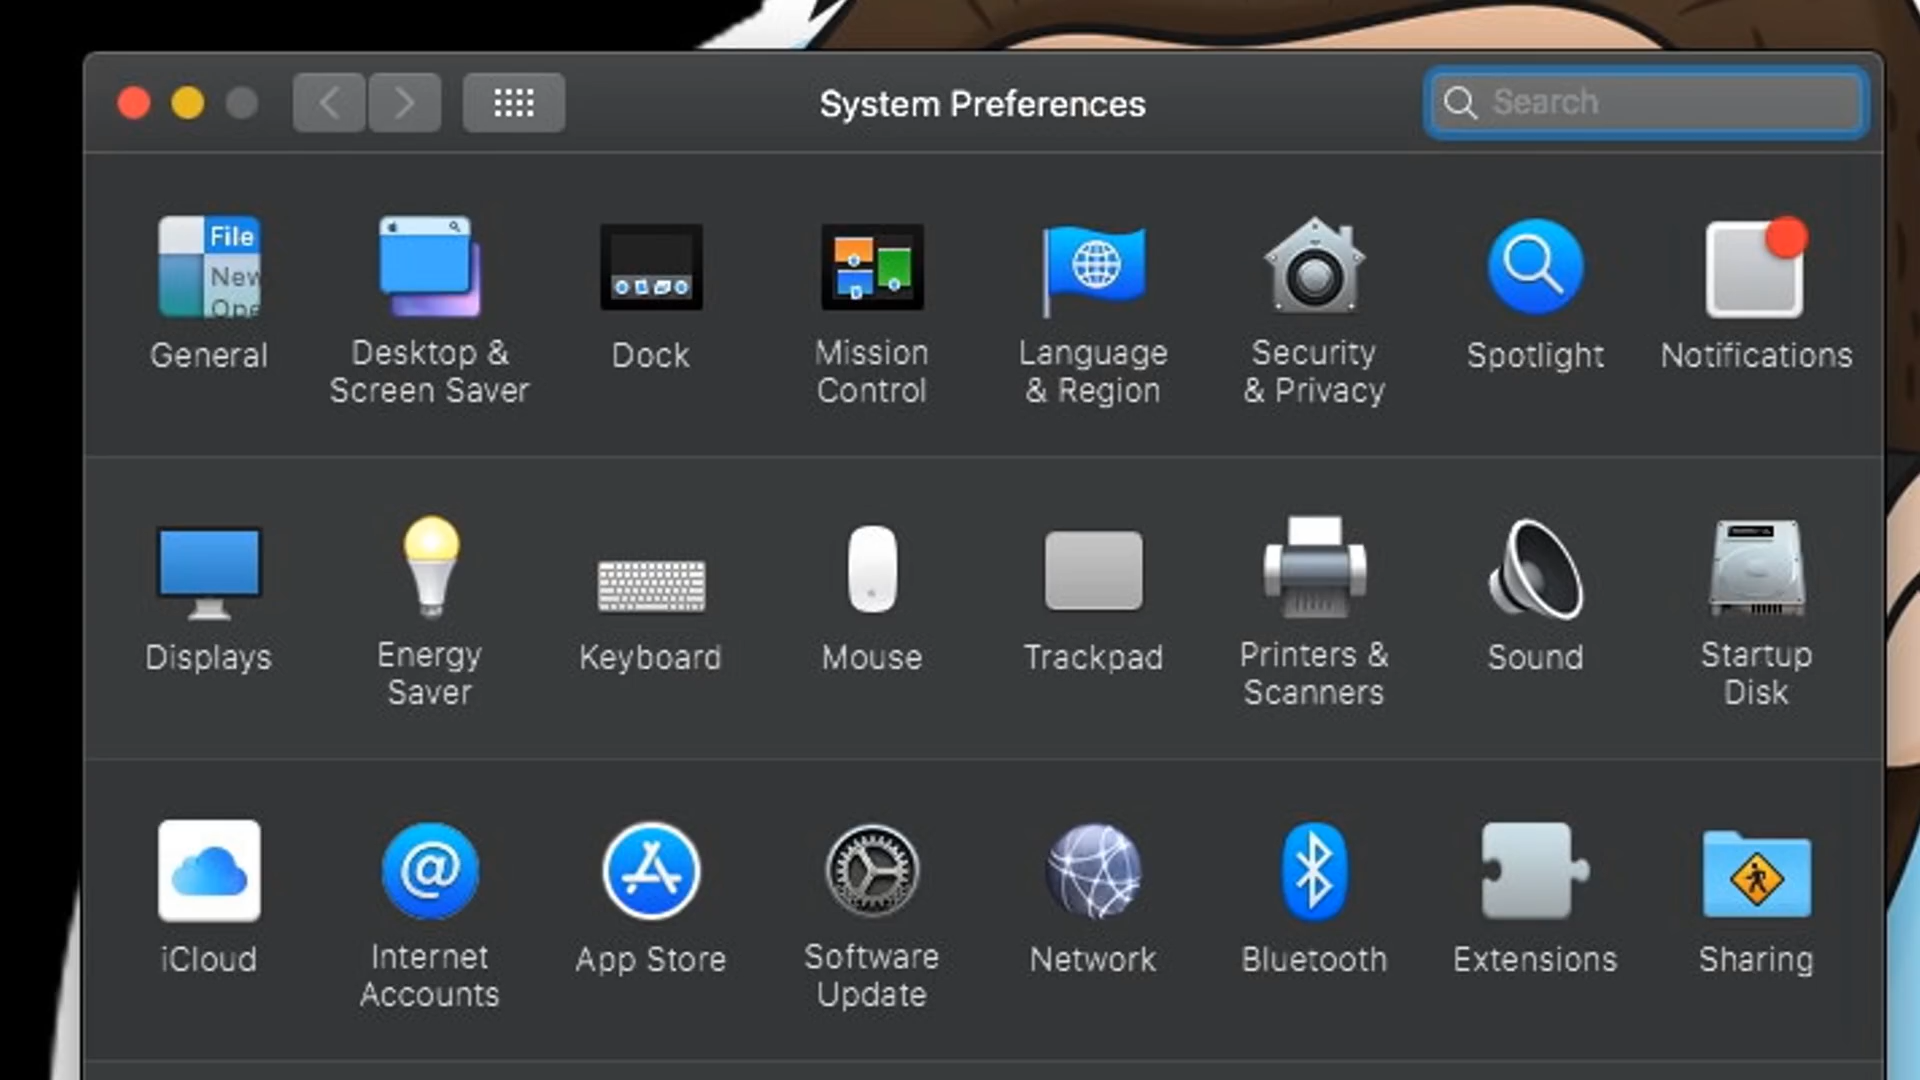 System Preferences
Search
File
New
Ope
General
Desktop &
Screen Saver
Dock
Mission
Control
Language
& Region
Security
& Privacy
Spotlight
Notifications
Displays
Energy
Saver
Keyboard
Mouse
Trackpad
Printers &
Scanners
Sound
Startup
Disk
@
iCloud
Internet
Accounts
App Store
Software
Update
Network
Bluetooth
Extensions
Sharing